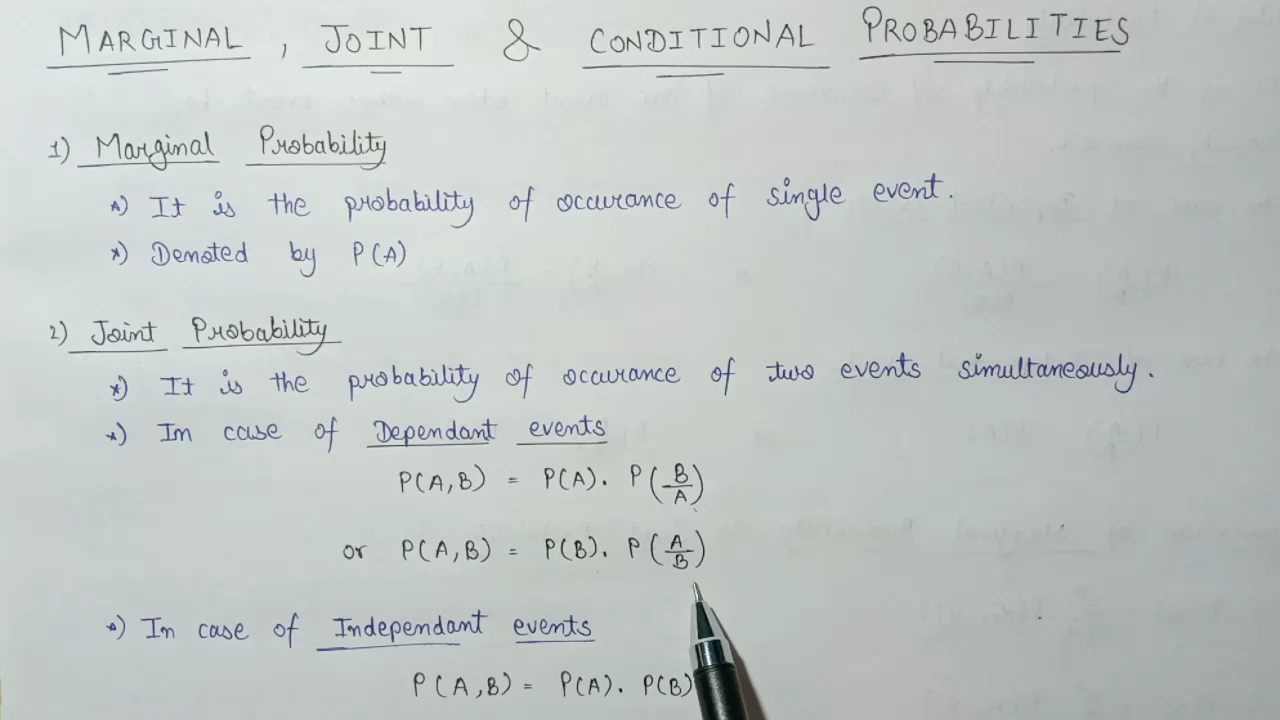 MARGINAL, JOINT & CONDITIONAL PROBABILITIES
1) Marginal Probability
*) It is the probability of occurance of single event.
*) Denoted by P(A)
2) Joint Probability
*) It is the probability of occurance of two events simultaneously.
*) In case of Dependant events
P(A,B) = P(A). P(B/A)
or P(A,B) = P(B). P(A/B)
*) In case of Independant events
P(A,B) = P(A). P(B)